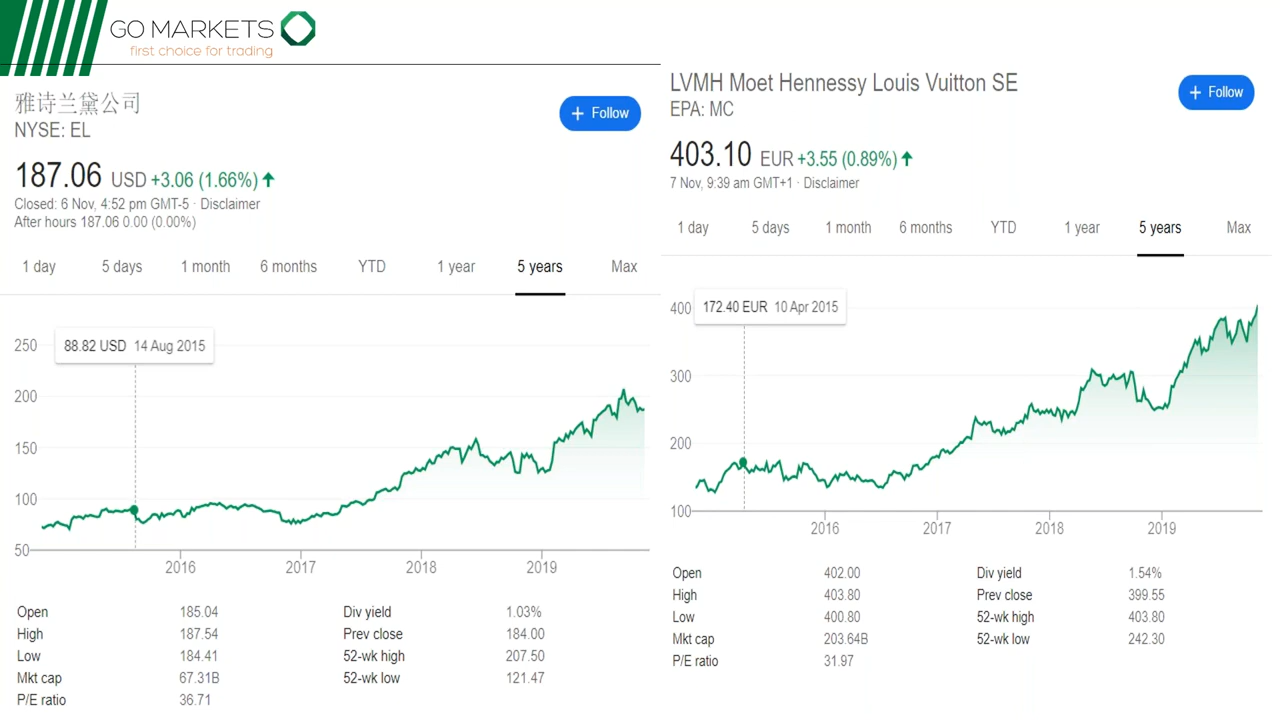 GO MARKETS
first choice for trading
雅诗兰黛公司
NYSE: EL
+ Follow
187.06 USD +3.06 (1.66%)
Closed: 6 Nov, 4:52 pm GMT-5 · Disclaimer
After hours 187.06 0.00 (0.00%)
1 day 5 days 1 month 6 months YTD 1 year 5 years Max
88.82 USD 14 Aug 2015
250
200
150
100
50
2016 2017 2018 2019
Open 185.04 Div yield 1.03%
High 187.54 Prev close 184.00
Low 184.41 52-wk high 207.50
Mkt cap 67.31B 52-wk low 121.47
P/E ratio 36.71
LVMH Moet Hennessy Louis Vuitton SE
EPA: MC
+ Follow
403.10 EUR +3.55 (0.89%)
7 Nov, 9:39 am GMT+1 · Disclaimer
1 day 5 days 1 month 6 months YTD 1 year 5 years Max
172.40 EUR 10 Apr 2015
400
300
200
100
2016 2017 2018 2019
Open 402.00 Div yield 1.54%
High 403.80 Prev close 399.55
Low 400.80 52-wk high 403.80
Mkt cap 203.64B 52-wk low 242.30
P/E ratio 31.97